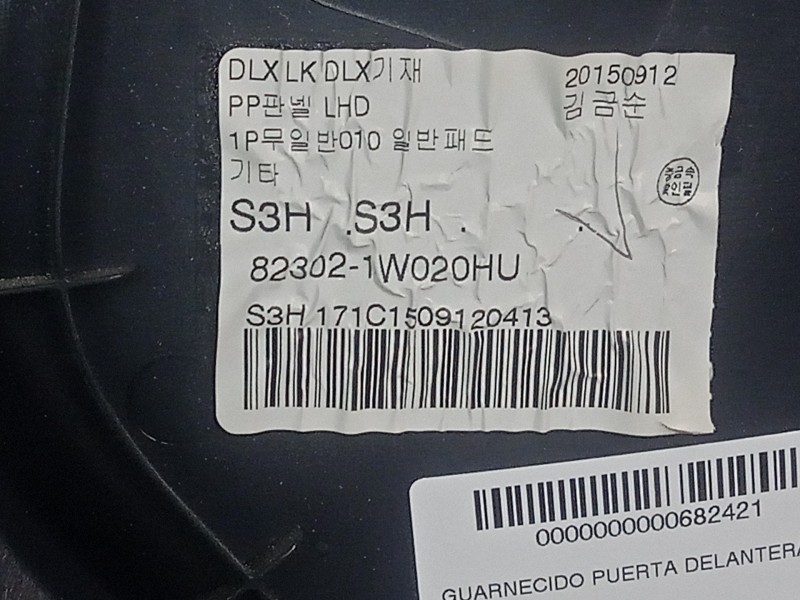 DLX LK DLX기재 20150912
PP판넬 LHD 김금순
1P무일반010 일반패드
기타
S3H .S3H .
82302-1W020HU
S3H 171C1509120413
0000000000682421
GUARNECIDO PUERTA DELANTERA